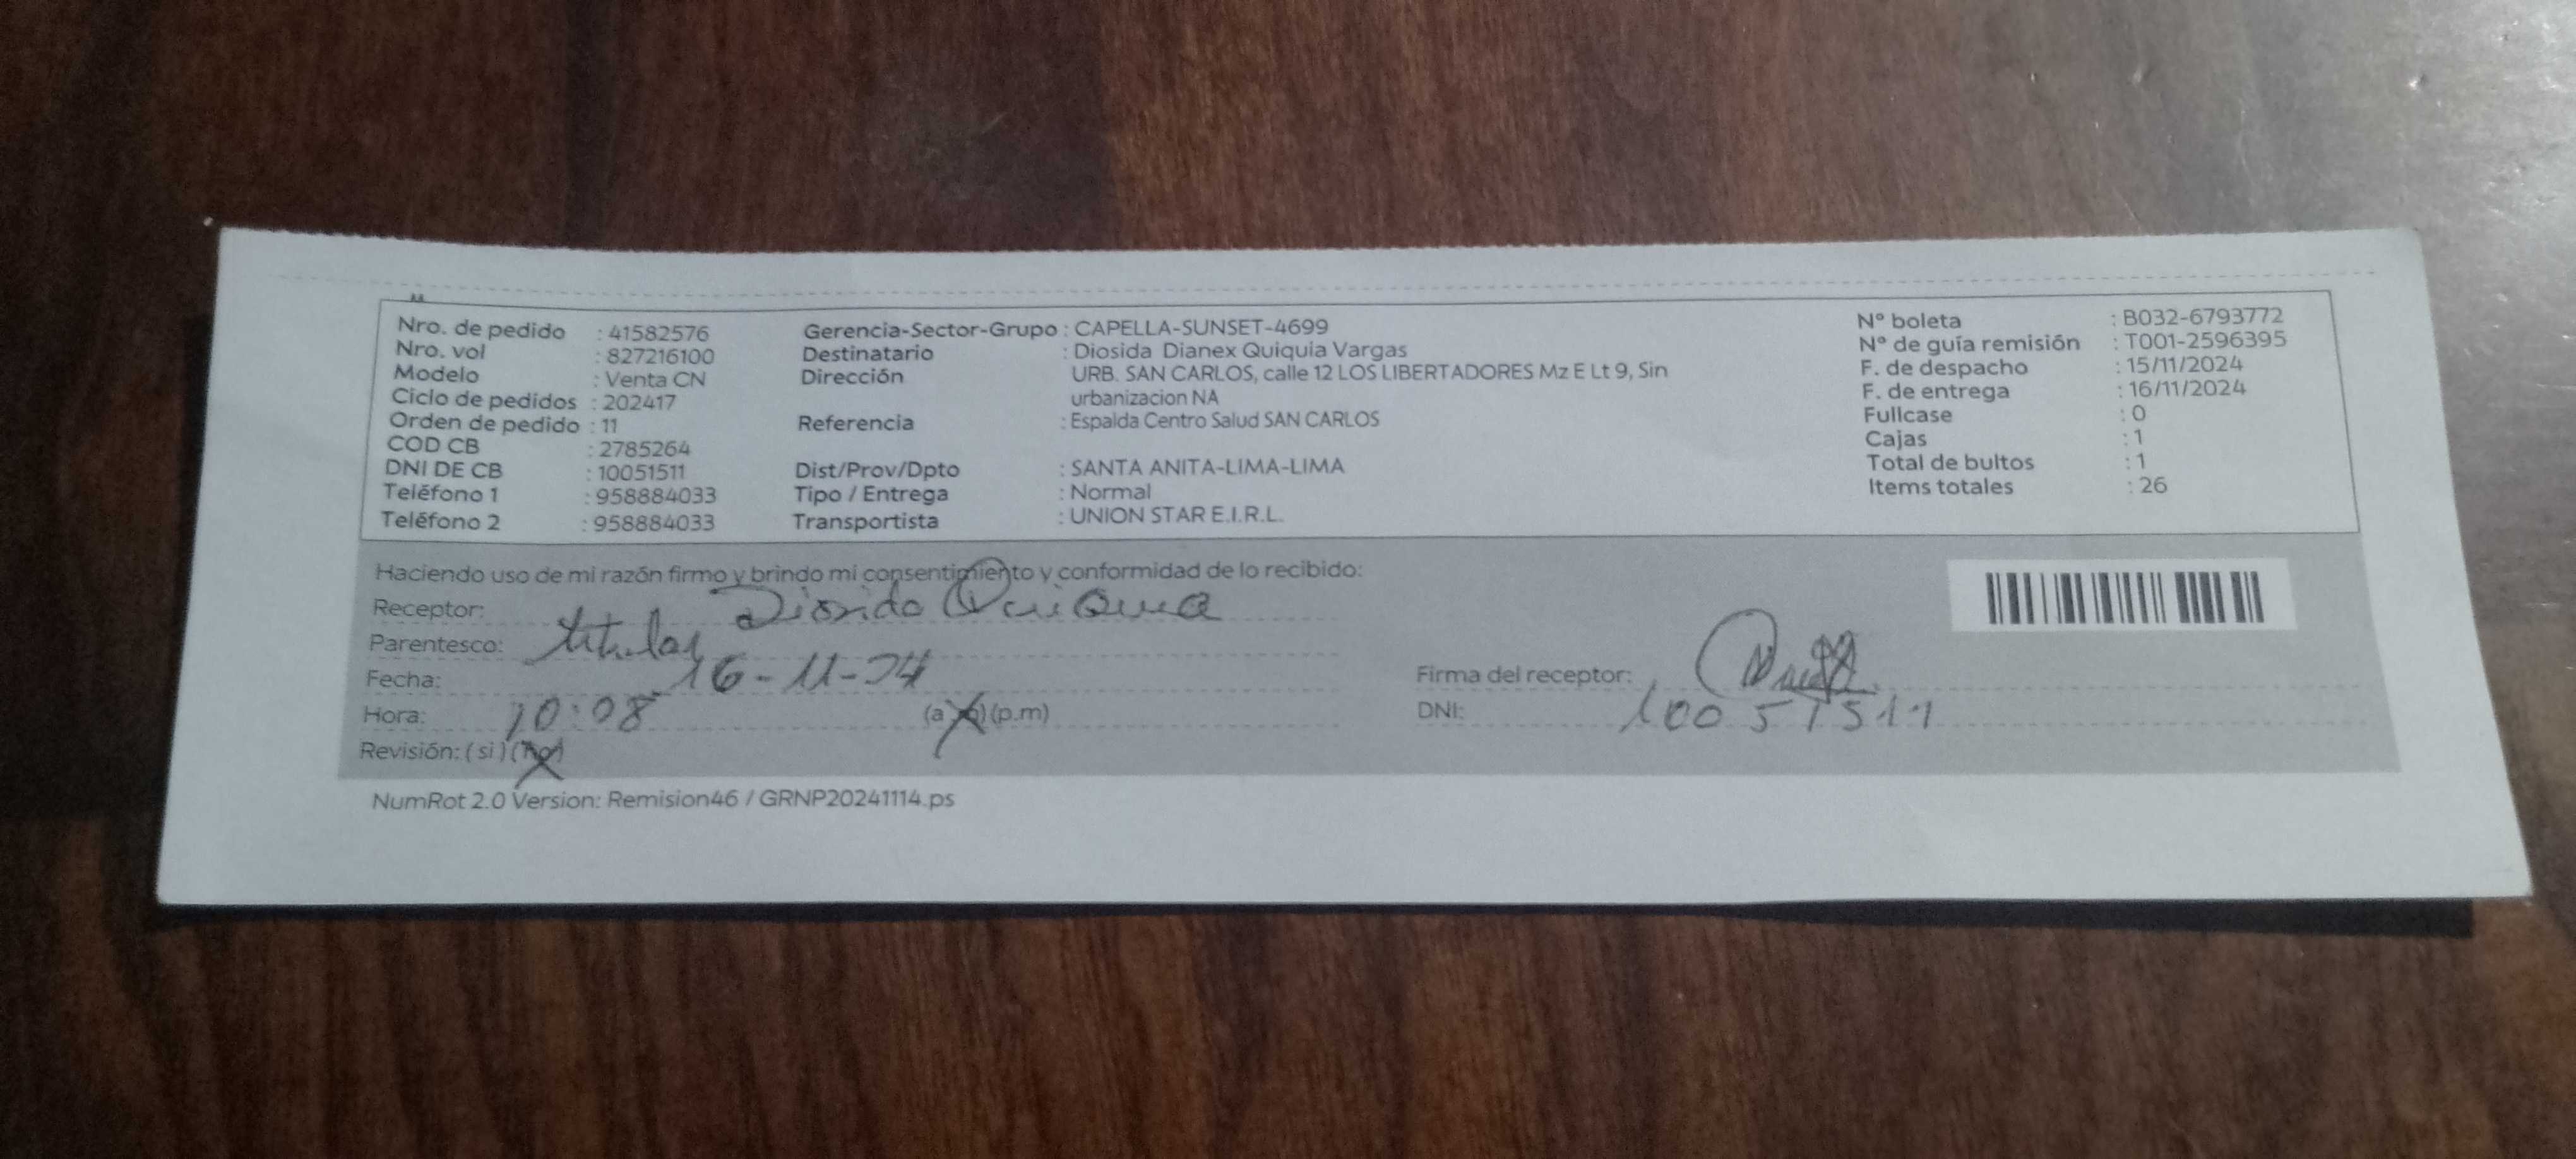 Nro. de pedido : 41582576
Nro. vol : 827216100
Modelo : Venta CN
Ciclo de pedidos : 202417
Orden de pedido : 11
COD CB : 2785264
DNI DE CB : 10051511
Teléfono 1 : 958884033
Teléfono 2 : 958884033
Gerencia-Sector-Grupo : CAPELLA-SUNSET-4699
Destinatario : Diosida Dianex Quiquia Vargas
Dirección URB. SAN CARLOS, calle 12 LOS LIBERTADORES Mz E Lt 9, Sin
urbanizacion NA
Referencia : Espalda Centro Salud SAN CARLOS
Dist/Prov/Dpto : SANTA ANITA-LIMA-LIMA
Tipo / Entrega : Normal
Transportista : UNION STAR E.I.R.L.
N° boleta : B032-6793772
N° de guía remisión : T001-2596395
F. de despacho : 15/11/2024
F. de entrega : 16/11/2024
Fullcase : 0
Cajas : 1
Total de bultos : 1
Items totales : 26
Haciendo uso de mi razón firmo y brindo mi consentimiento y conformidad de lo recibido:
Receptor: Diosida
Parentesco: titular
Fecha: 16-11-24
Hora: 10:08 (a.m) (p.m)
Revisión: ( si ) (no)
Firma del receptor:
DNI: 10051511
NumRot 2.0 Version: Remision46 / GRNP20241114.ps